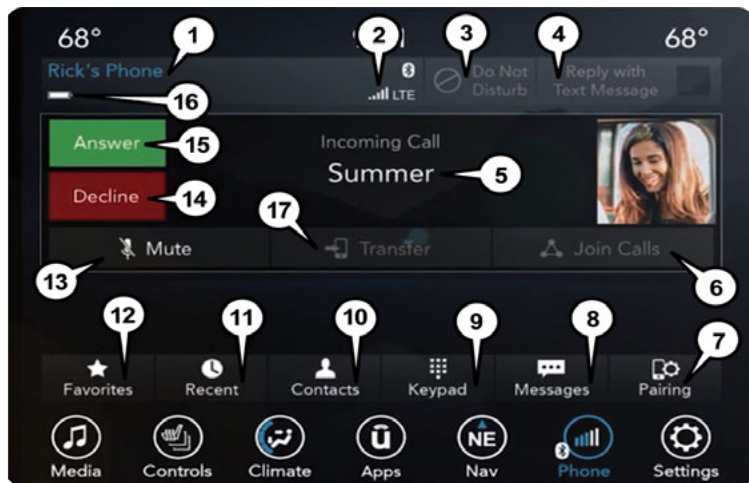 68°
1
2
3
4
68°
Rick's Phone
LTE
Do Not
Disturb
Reply with
Text Message
16
Answer
15
Incoming Call
Summer
5
Decline
14
17
Mute
Transfer
Join Calls
13
6
12
11
10
9
8
7
Favorites
Recent
Contacts
Keypad
Messages
Pairing
û
NE
Media
Controls
Climate
Apps
Nav
Phone
Settings